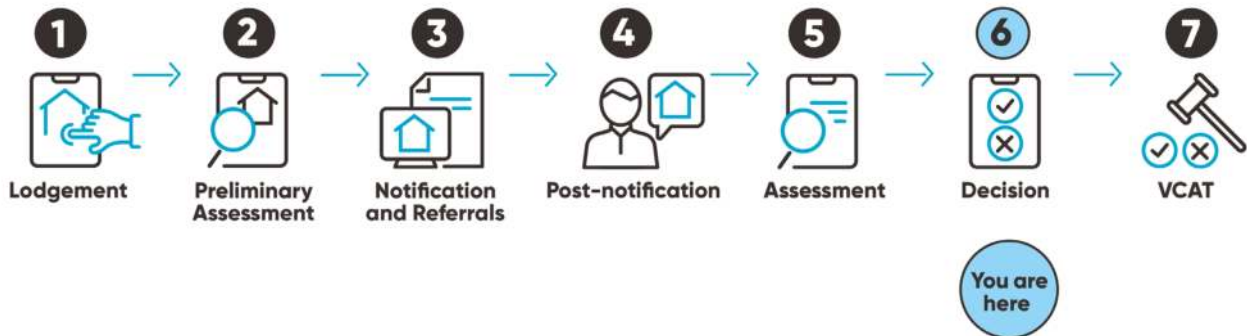 1 2 3 4 5 6 7
Lodgement
Preliminary
Assessment
Notification
and Referrals
Post-notification
Assessment
Decision
VCAT
You are
here